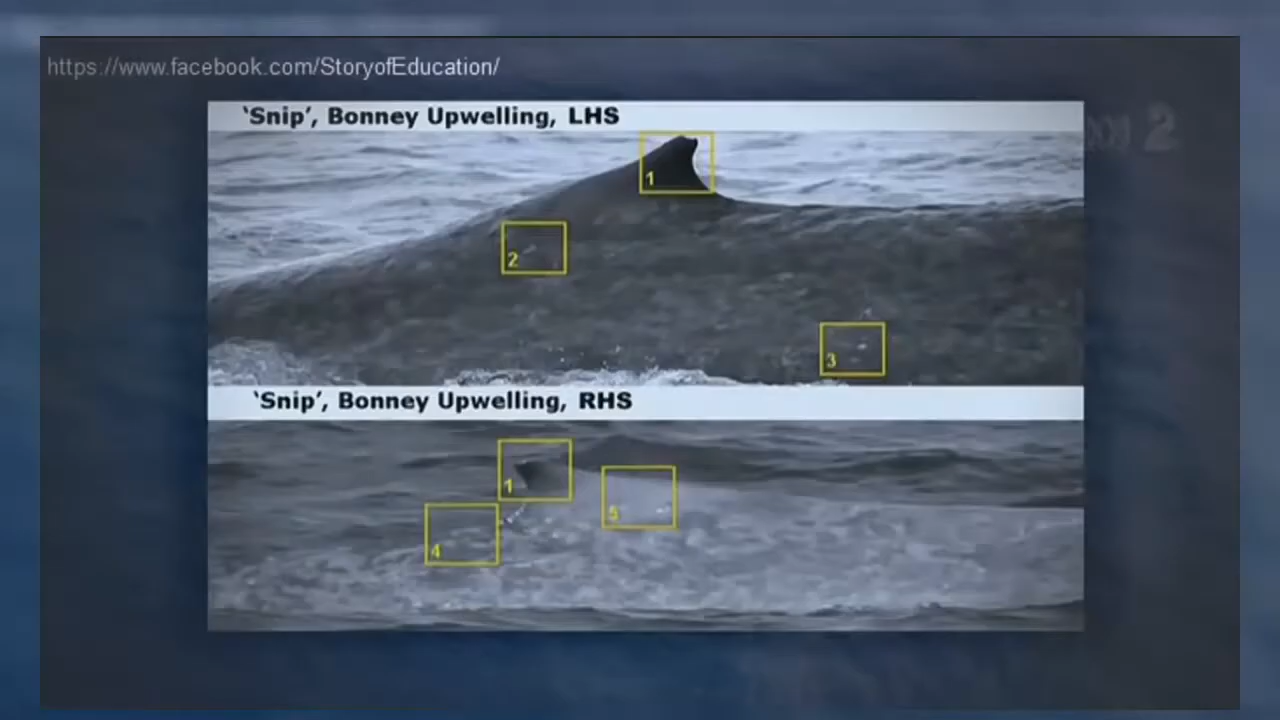 https://www.facebook.com/StoryofEducation/
‘Snip’, Bonney Upwelling, LHS
1
2
3
‘Snip’, Bonney Upwelling, RHS
1
5
4
2